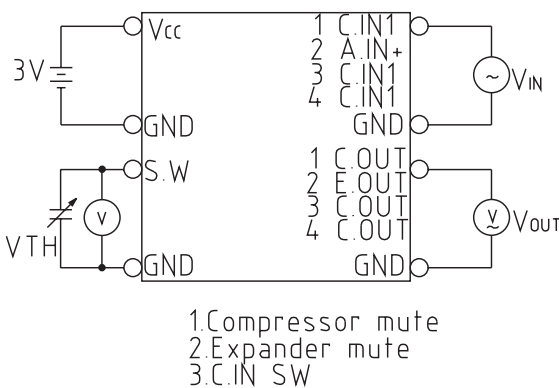 Vcc
1 C.IN1
2 A.IN+
3 C.IN1
4 C.IN1
3V
VIN
GND
GND
S.W
1 C.OUT
2 E.OUT
3 C.OUT
4 C.OUT
V
V
VTH
VOUT
GND
GND
1.Compressor mute
2.Expander mute
3.C.IN SW